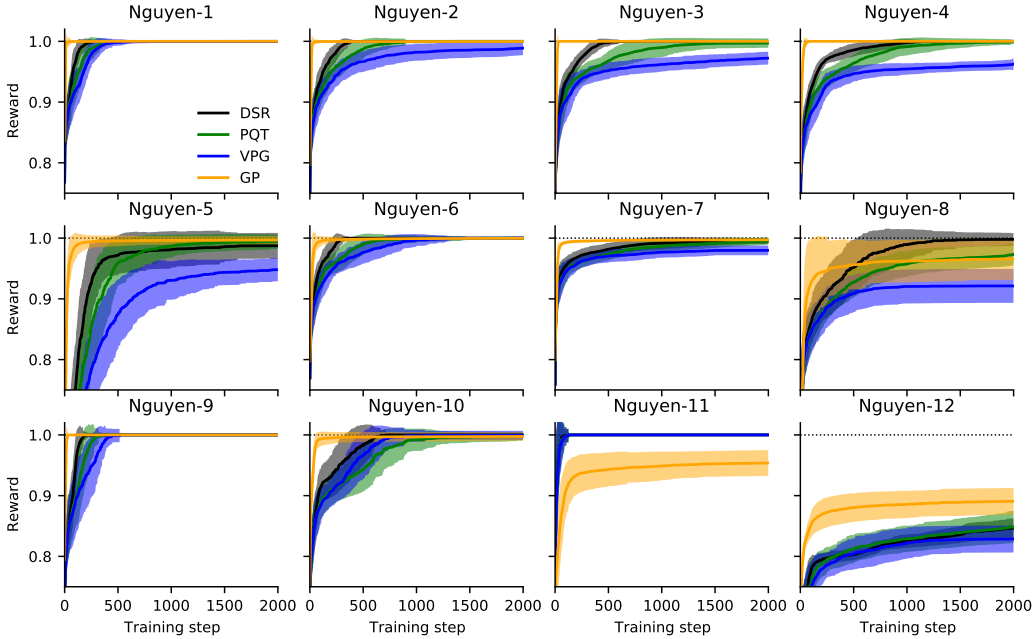 Nguyen-1 Nguyen-2 Nguyen-3 Nguyen-4
1.0
0.9
0.8
Reward
DSR
PQT
VPG
GP
Nguyen-5 Nguyen-6 Nguyen-7 Nguyen-8
1.0
0.9
0.8
Reward
Nguyen-9 Nguyen-10 Nguyen-11 Nguyen-12
1.0
0.9
0.8
Reward
0 500 1000 1500 2000 0 500 1000 1500 2000 0 500 1000 1500 2000 0 500 1000 1500 2000
Training step Training step Training step Training step